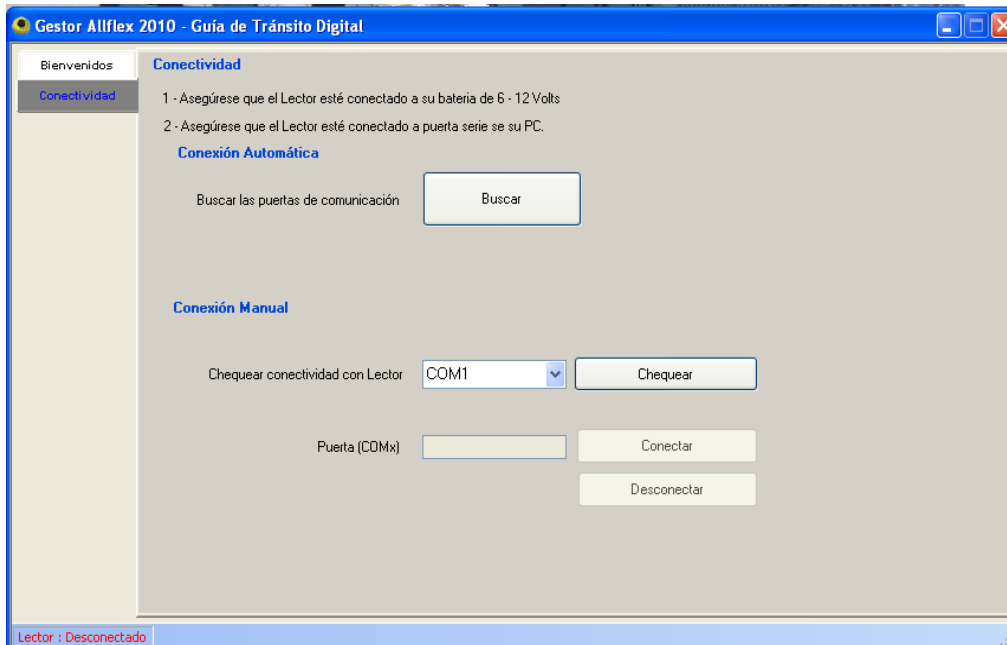 Gestor Allflex 2010 - Guía de Tránsito Digital
Bienvenidos
Conectividad
Conectividad
1 - Asegúrese que el Lector esté conectado a su bateria de 6 - 12 Volts
2 - Asegúrese que el Lector esté conectado a puerta serie se su PC.
Conexión Automática
Buscar las puertas de comunicación
Buscar
Conexión Manual
Chequear conectividad con Lector
COM1
Chequear
Puerta (COMx)
Conectar
Desconectar
Lector : Desconectado